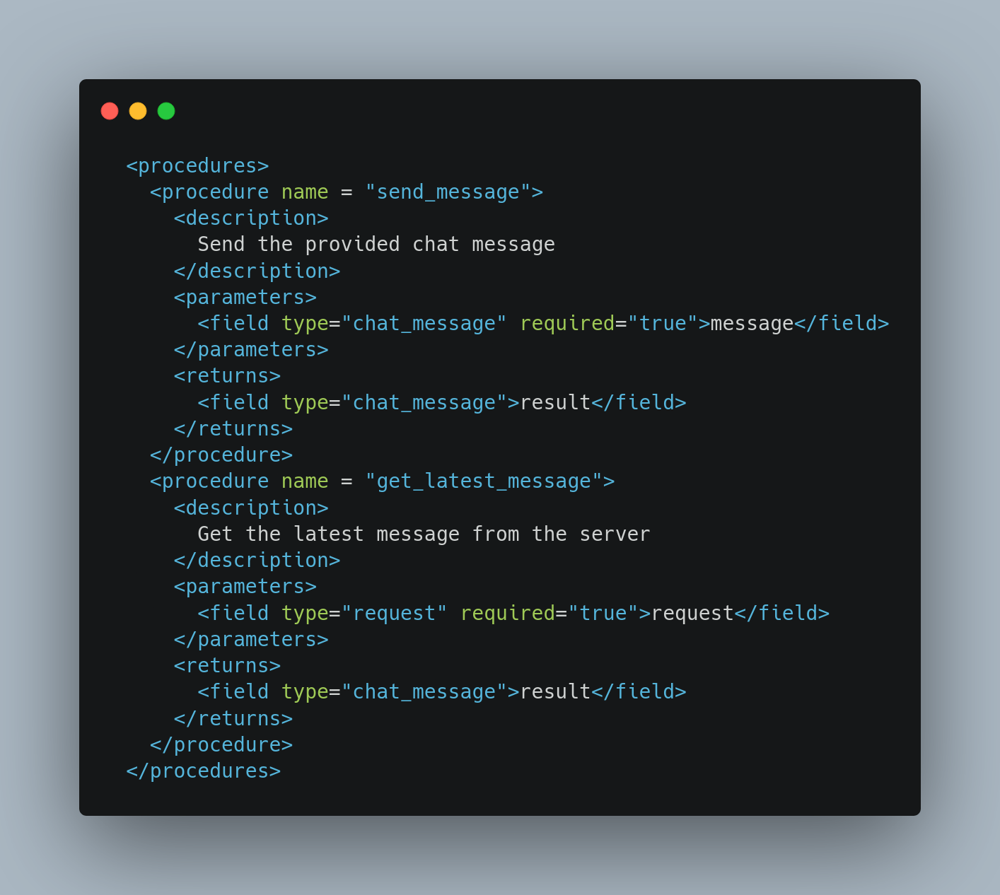 <procedures>
  <procedure name = "send_message">
    <description>
      Send the provided chat message
    </description>
    <parameters>
      <field type="chat_message" required="true">message</field>
    </parameters>
    <returns>
      <field type="chat_message">result</field>
    </returns>
  </procedure>
  <procedure name = "get_latest_message">
    <description>
      Get the latest message from the server
    </description>
    <parameters>
      <field type="request" required="true">request</field>
    </parameters>
    <returns>
      <field type="chat_message">result</field>
    </returns>
  </procedure>
</procedures>